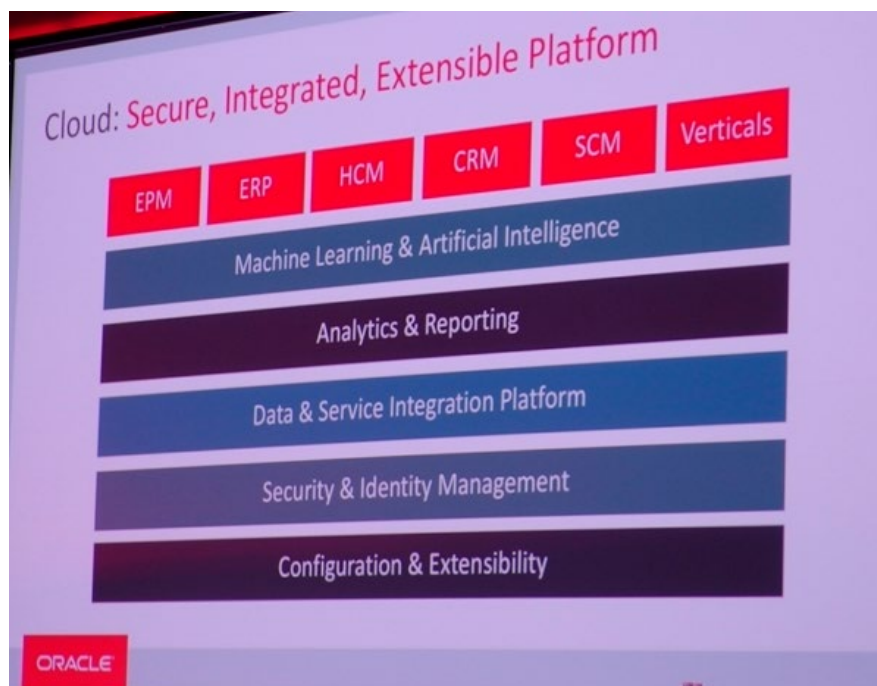 Cloud: Secure, Integrated, Extensible Platform
EPM ERP HCM CRM SCM Verticals
Machine Learning & Artificial Intelligence
Analytics & Reporting
Data & Service Integration Platform
Security & Identity Management
Configuration & Extensibility
ORACLE